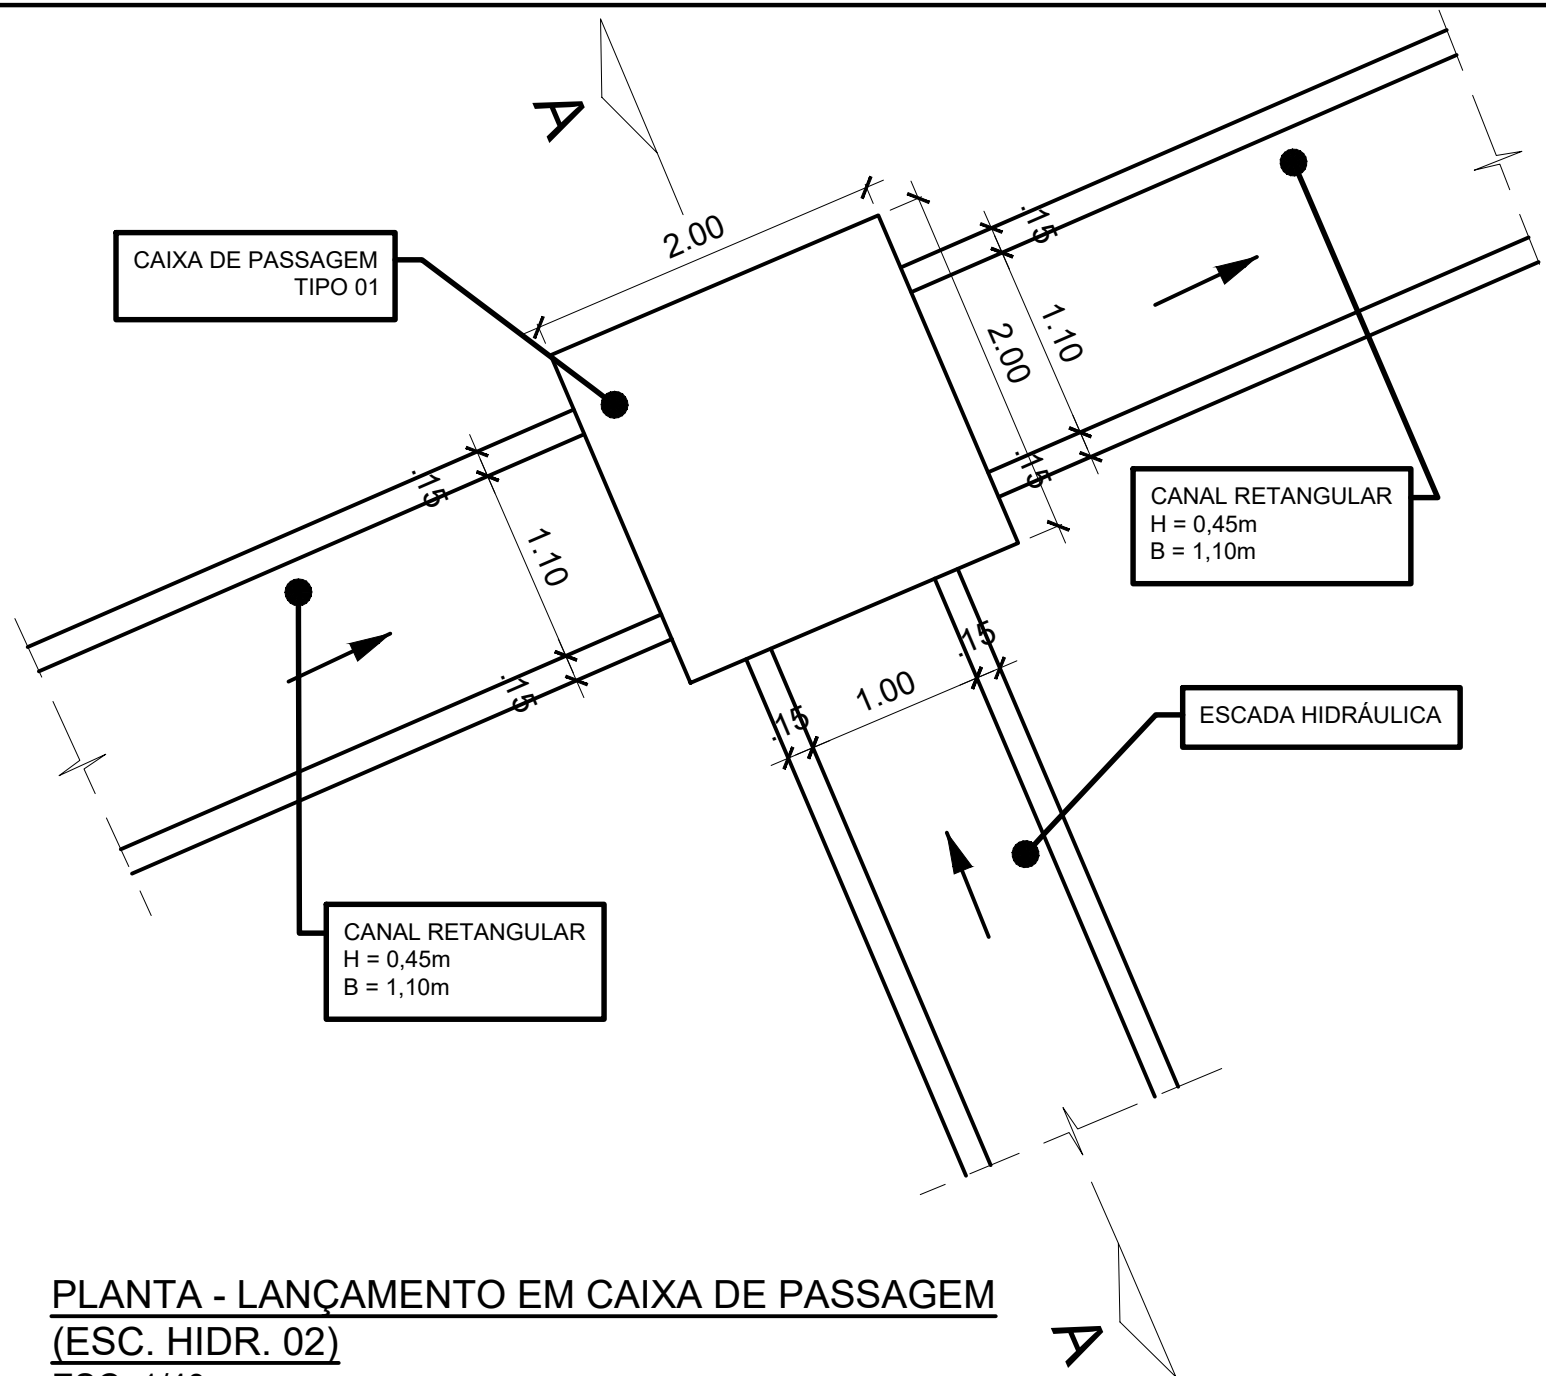 A
2.00
CAIXA DE PASSAGEM
TIPO 01
.15
1.10
2.00
.15
.15
1.10
.15
CANAL RETANGULAR
H = 0,45m
B = 1,10m
.15
1.00
.15
ESCADA HIDRÁULICA
CANAL RETANGULAR
H = 0,45m
B = 1,10m
PLANTA - LANÇAMENTO EM CAIXA DE PASSAGEM
(ESC. HIDR. 02)
A